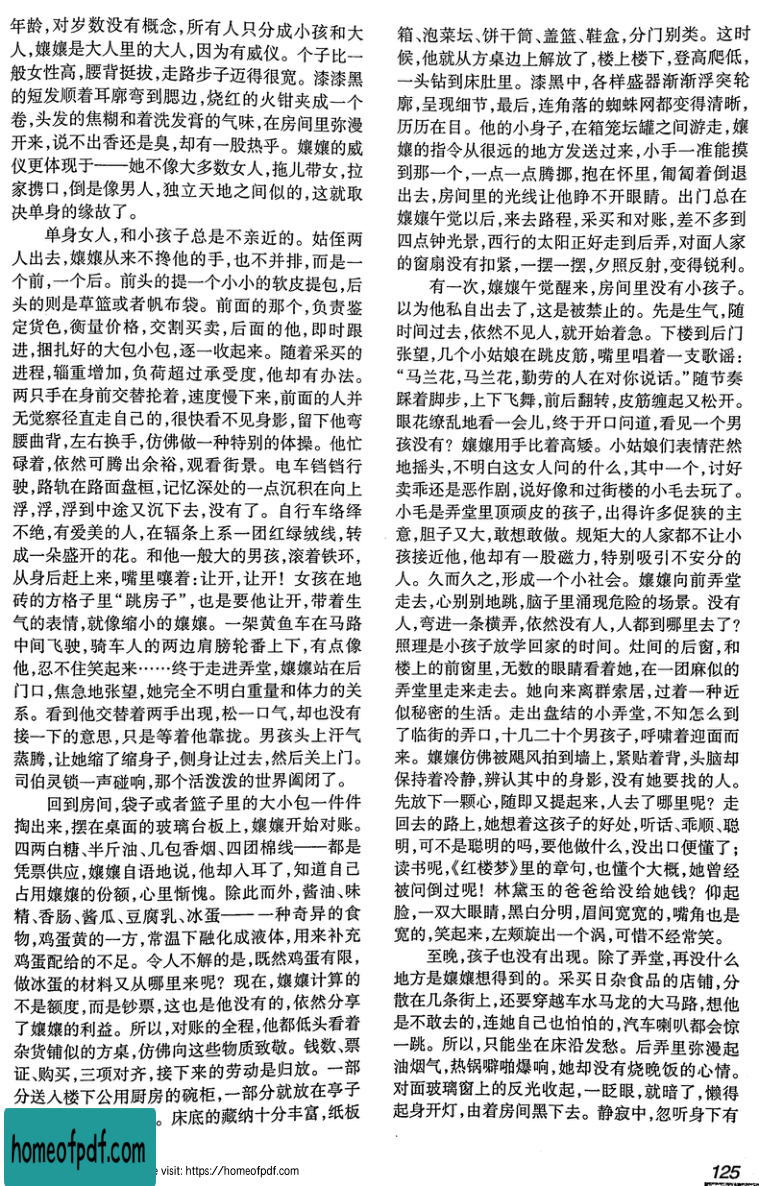 年龄,对岁数没有概念,所有人只分成小孩和大
人,孃孃是大人里的大人,因为有威仪。个子比一
般女性高,腰背挺拔,走路步子迈得很宽。漆漆黑
的短发顺着耳廓弯到腮边,烧红的火钳夹成一个
卷,头发的焦糊和着洗发膏的气味,在房间里弥漫
开来,说不出香还是臭,却有一股热乎。孃孃的威
仪更体现于——她不像大多数女人,拖儿带女,拉
家携口,倒是像男人,独立天地之间似的,这就取
决单身的缘故了。
单身女人,和小孩子总是不亲近的。姑侄两
人出去,孃孃从来不搀他的手,也不并排,而是一
个前,一个后。前头的提一个小小的软皮提包,后
头的则是草篮或者帆布袋。前面的那个,负责鉴
定货色,衡量价格,交割买卖,后面的他,即时跟
进,捆扎好的大包小包,逐一收起来。随着采买的
进程,辎重增加,负荷超过承受度,他却有办法。
两只手在身前交替抡着,速度慢下来,前面的人并
无觉察径直走自己的,很快看不见身影,留下他弯
腰曲背,左右换手,仿佛做一种特别的体操。他忙
碌着,依然可腾出余裕,观看街景。电车铛铛行
驶,路轨在路面盘桓,记忆深处的一点沉积在向上
浮,浮,浮到中途又沉下去,没有了。自行车络绎
不绝,有爱美的人,在辐条上系一团红绿绒线,转
成一朵盛开的花。和他一般大的男孩,滚着铁环,
从身后赶上来,嘴里嚷着:让开,让开!女孩在地
砖的方格子里“跳房子”,也是要他让开,带着生
气的表情,就像缩小的孃孃。一架黄鱼车在马路
中间飞驶,骑车人的两边肩膀轮番上下,有点像
他,忍不住笑起来……终于走进弄堂,孃孃站在后
门口,焦急地张望,她完全不明白重量和体力的关
系。看到他交替着两手出现,松一口气,却也没有
接一下的意思,只是等着他靠拢。男孩头上汗气
蒸腾,让她缩了缩身子,侧身让过去,然后关上门。
司伯灵锁一声碰响,那个活泼泼的世界阖闭了。
回到房间,袋子或者篮子里的大小包一件件
掏出来,摆在桌面的玻璃台板上,孃孃开始对账。
四两白糖、半斤油、几包香烟、四团棉线——都是
凭票供应,孃孃自语地说,他却入耳了,知道自己
占用孃孃的份额,心里惭愧。除此而外,酱油、味
精、香肠、酱瓜、豆腐乳、冰蛋——一种奇异的食
物,鸡蛋黄的一方,常温下融化成液体,用来补充
鸡蛋配给的不足。令人不解的是,既然鸡蛋有限,
做冰蛋的材料又从哪里来呢?现在,孃孃计算的
不是额度,而是钞票,这也是他没有的,依然分享
了孃孃的利益。所以,对账的全程,他都低头看着
杂货铺似的方桌,仿佛向这些物质致敬。钱数、票
证、购买,三项对齐,接下来的劳动是归放。一部
分送入楼下公用厨房的碗柜,一部分就放在亭子
。床底的藏纳十分丰富,纸板
箱、泡菜坛、饼干筒、盖篮、鞋盒,分门别类。这时
候,他就从方桌边上解放了,楼上楼下,登高爬低,
一头钻到床肚里。漆黑中,各样盛器渐渐浮突轮
廓,呈现细节,最后,连角落的蜘蛛网都变得清晰,
历历在目。他的小身子,在箱笼坛罐之间游走,孃
孃的指令从很远的地方发送过来,小手一准能摸
到那一个,一点一点腾挪,抱在怀里,匍匐着倒退
出去,房间里的光线让他睁不开眼睛。出门总在
孃孃午觉以后,来去路程,采买和对账,差不多到
四点钟光景,西行的太阳正好走到后弄,对面人家
的窗扇没有扣紧,一摆一摆,夕照反射,变得锐利。
有一次,孃孃午觉醒来,房间里没有小孩子。
以为他私自出去了,这是被禁止的。先是生气,随
时间过去,依然不见人,就开始着急。下楼到后门
张望,几个小姑娘在跳皮筋,嘴里唱着一支歌谣:
“马兰花,马兰花,勤劳的人在对你说话。”随节奏
踩着脚步,上下飞舞,前后翻转,皮筋缠起又松开。
眼花缭乱地看一会儿,终于开口问道,看见一个男
孩没有?孃孃用手比着高矮。小姑娘们表情茫然
地摇头,不明白这女人问的什么,其中一个,讨好
卖乖还是恶作剧,说好像和过街楼的小毛去玩了。
小毛是弄堂里顶顽皮的孩子,出得许多促狭的主
意,胆子又大,敢想敢做。规矩大的人家都不让小
孩接近他,他却有一股磁力,特别吸引不安分的
人。久而久之,形成一个小社会。孃孃向前弄堂
走去,心别别地跳,脑子里涌现危险的场景。没有
人,弯进一条横弄,依然没有人,人都到哪里去了?
照理是小孩子放学回家的时间。灶间的后窗,和
楼上的前窗里,无数的眼睛看着她,在一团麻似的
弄堂里走来走去。她向来离群索居,过着一种近
似秘密的生活。走出盘结的小弄堂,不知怎么到
了临街的弄口,十几二十个男孩子,呼啸着迎面而
来。孃孃仿佛被飓风拍到墙上,紧贴着背,头脑却
保持着冷静,辨认其中的身影,没有她要找的人。
先放下一颗心,随即又提起来,人去了哪里呢?走
回去的路上,她想着这孩子的好处,听话、乖顺、聪
明,可不是聪明的吗,要他做什么,没出口便懂了;
读书呢,《红楼梦》里的章句,也懂个大概,她曾经
被问倒过呢!林黛玉的爸爸给没给她钱?仰起
脸,一双大眼睛,黑白分明,眉间宽宽的,嘴角也是
宽的,笑起来,左颊旋出一个涡,可惜不经常笑。
至晚,孩子也没有出现。除了弄堂,再没什么
地方是孃孃想得到的。采买日杂食品的店铺,分
散在几条街上,还要穿越车水马龙的大马路,想他
是不敢去的,连她自己也怕怕的,汽车喇叭都会惊
一跳。所以,只能坐在床沿发愁。后弄里弥漫起
油烟气,热锅噼啪爆响,她却没有烧晚饭的心情。
对面玻璃窗上的反光收起,一眨眼,就暗了,懒得
起身开灯,由着房间黑下去。静寂中,忽听身下有
homeofpdf.com
e visit: https://homeofpdf.com
125